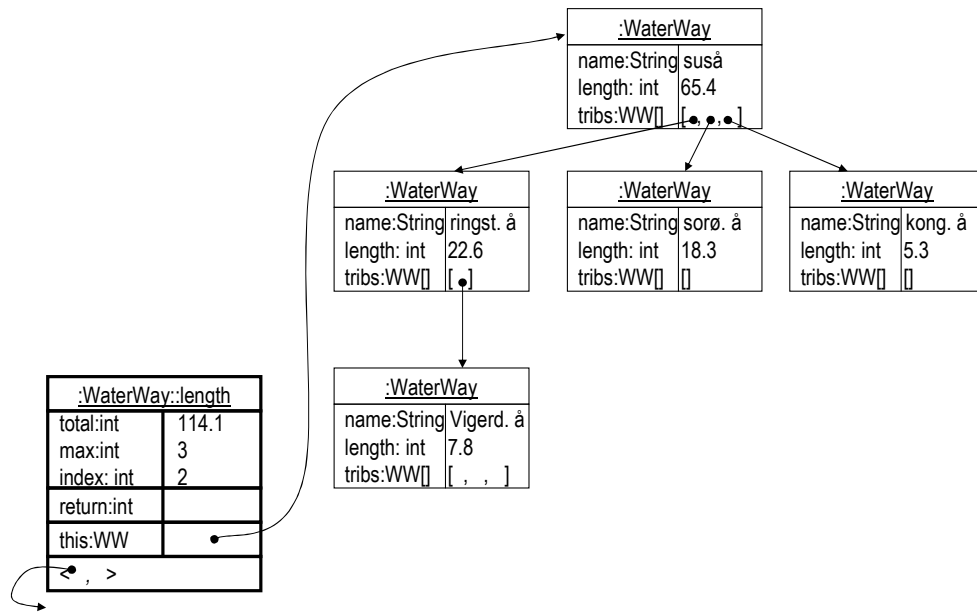 :WaterWay
name:String suså
length: int 65.4
tribs:WW[] [ , , ]
:WaterWay
name:String ringst. å
length: int 22.6
tribs:WW[] [ ]
:WaterWay
name:String sorø. å
length: int 18.3
tribs:WW[] []
:WaterWay
name:String kong. å
length: int 5.3
tribs:WW[] []
:WaterWay
name:String Vigerd. å
length: int 7.8
tribs:WW[] [ , , ]
:WaterWay::length
total:int 114.1
max:int 3
index: int 2
return:int
this:WW
< , >